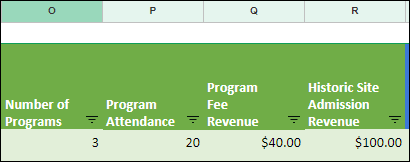 O P Q R
Number of Programs
Program Attendance
Program Fee Revenue
Historic Site Admission Revenue
3 20 $40.00 $100.00